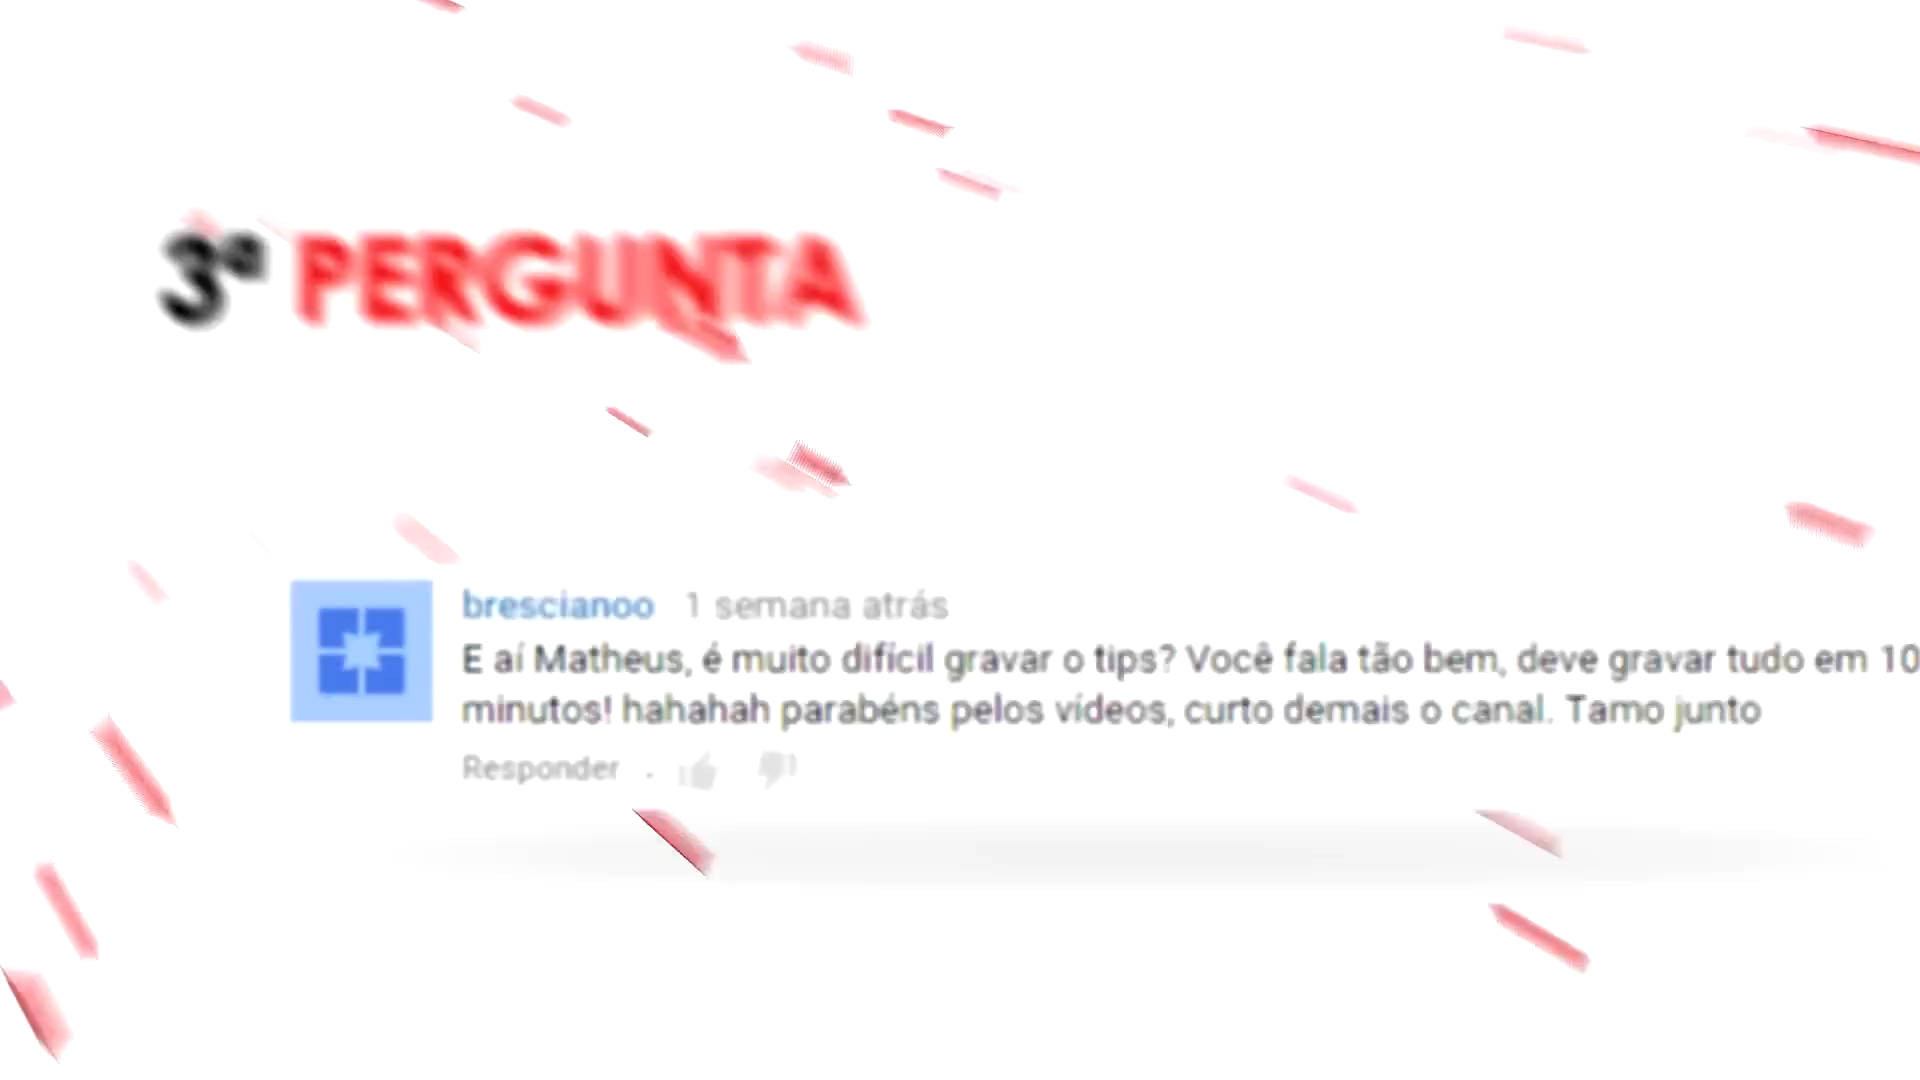 3ª PERGUNTA
brescianoo 1 semana atrás
E aí Matheus, é muito difícil gravar o tips? Você fala tão bem, deve gravar tudo em 10
minutos! hahahah parabéns pelos vídeos, curto demais o canal. Tamo junto
Responder .